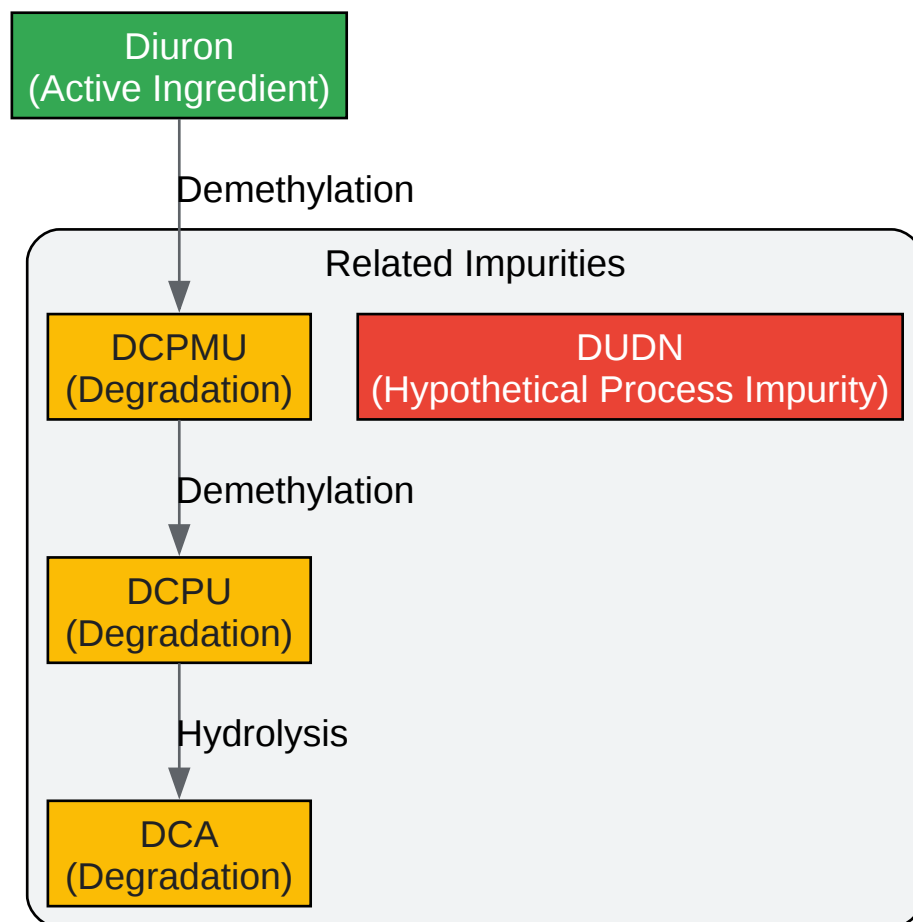 Diuron
(Active Ingredient)
Demethylation
Related Impurities
DCPMU
(Degradation)
DUDN
(Hypothetical Process Impurity)
Demethylation
DCPU
(Degradation)
Hydrolysis
DCA
(Degradation)